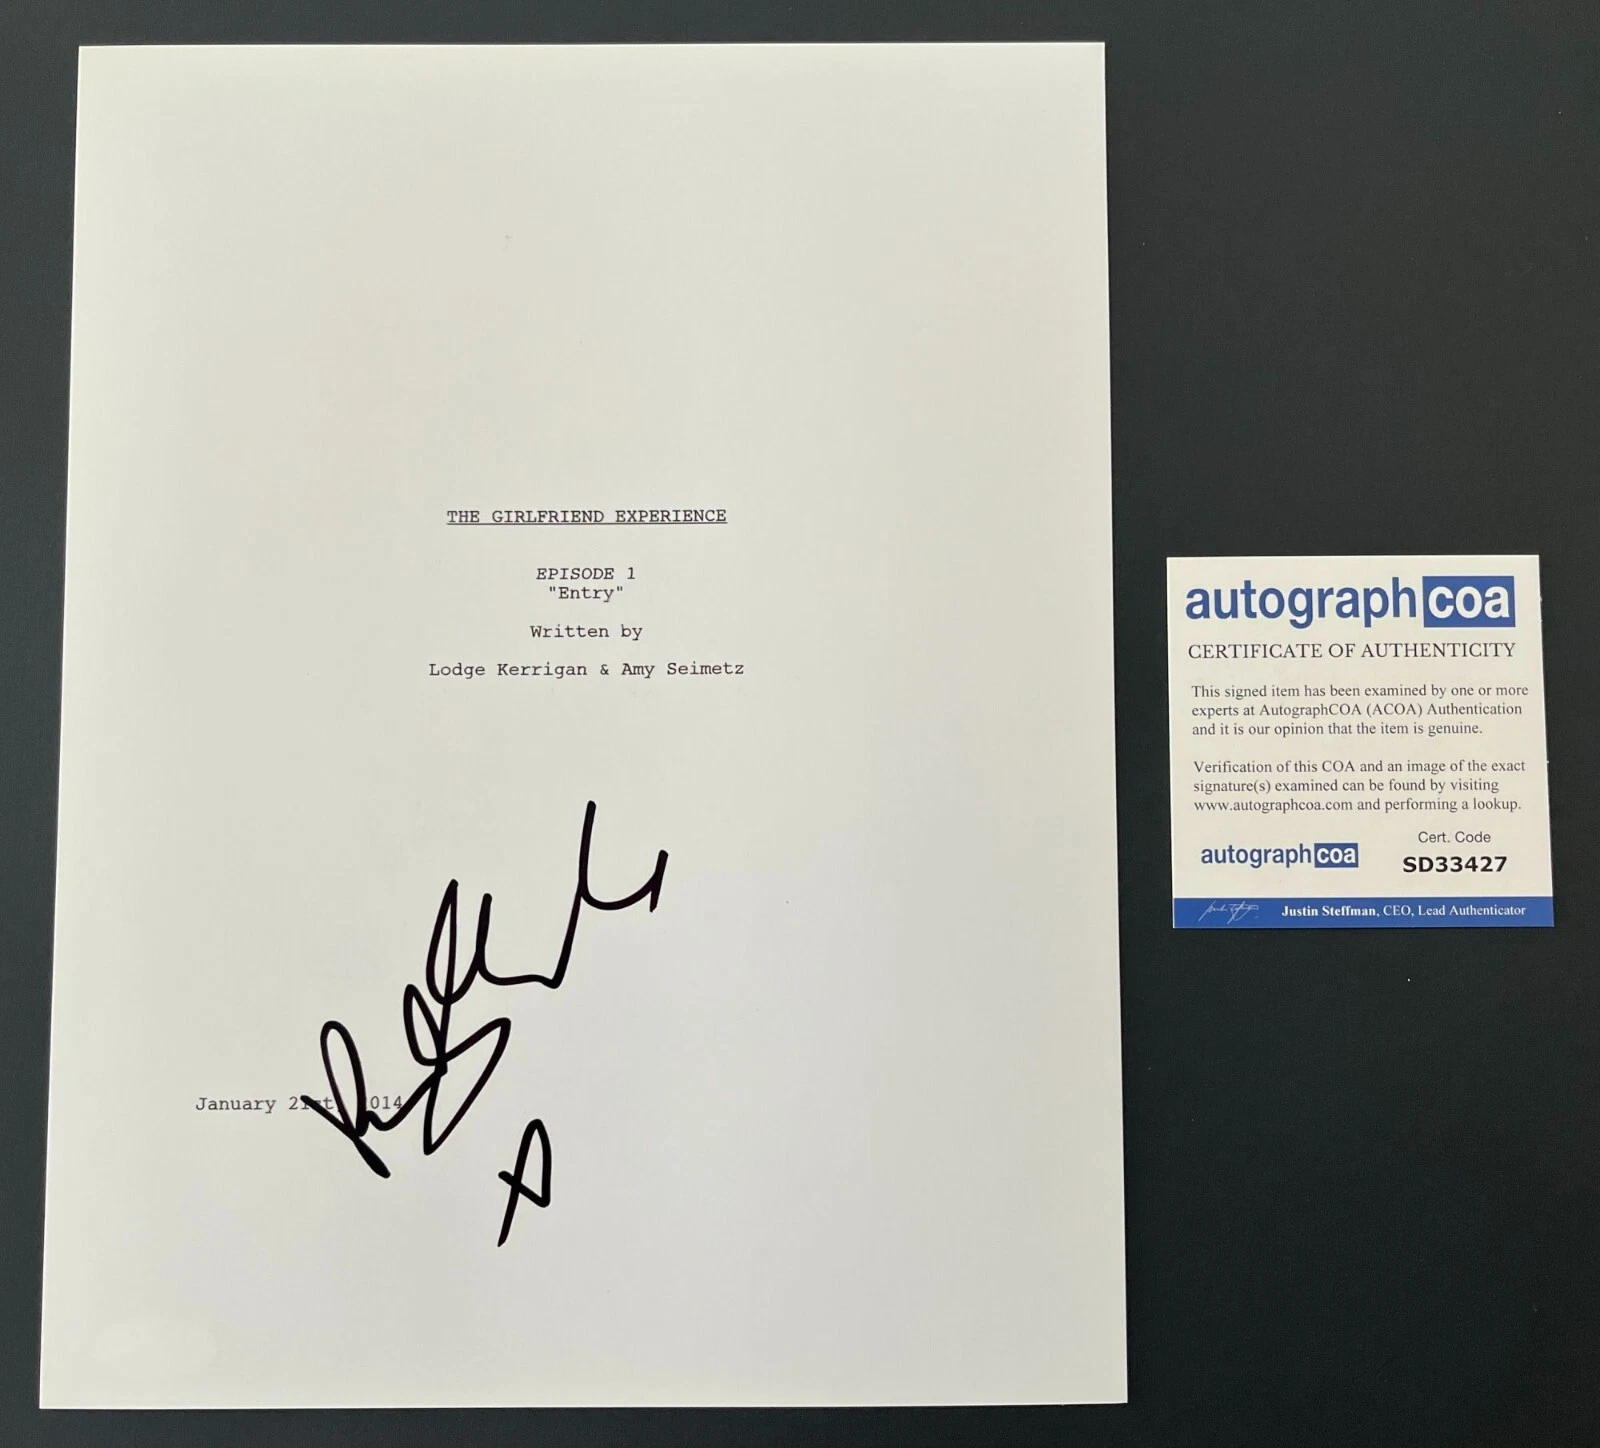 THE GIRLFRIEND EXPERIENCE
EPISODE 1
"Entry"
Written by
Lodge Kerrigan & Amy Seimetz
January 21st, 2014
autographcoa
CERTIFICATE OF AUTHENTICITY
This signed item has been examined by one or more
experts at AutographCOA (ACOA) Authentication
and it is our opinion that the item is genuine.
Verification of this COA and an image of the exact
signature(s) examined can be found by visiting
www.autographcoa.com and performing a lookup.
autographcoa
Cert. Code
SD33427
Justin Steffman, CEO, Lead Authenticator